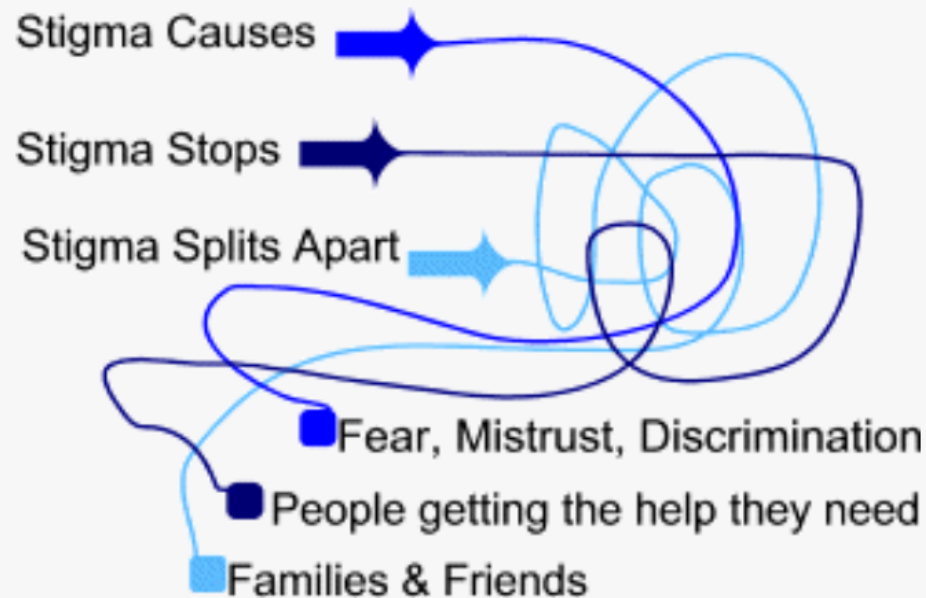 Stigma Causes
Stigma Stops
Stigma Splits Apart
Fear, Mistrust, Discrimination
People getting the help they need
Families & Friends